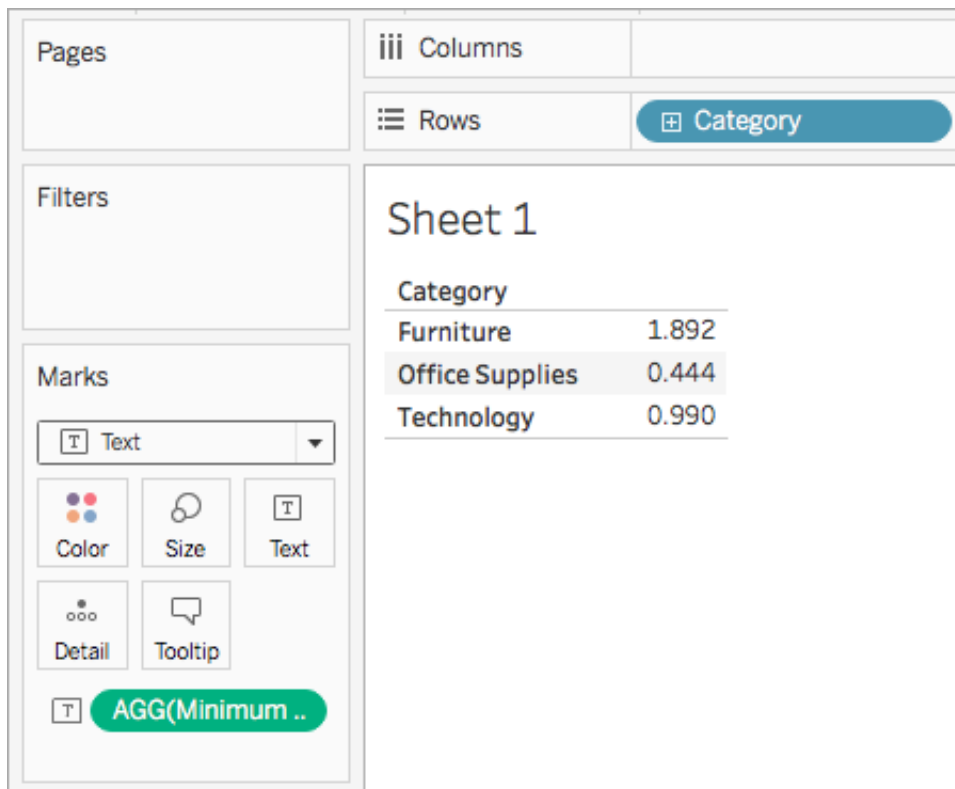 Pages
Columns
Rows
Category
Filters
Sheet 1
Category
Furniture 1.892
Office Supplies 0.444
Technology 0.990
Marks
T Text
Color Size T Text
Detail Tooltip
T AGG(Minimum ..